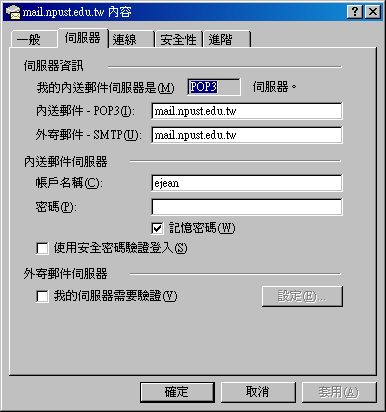 mail.npust.edu.tw 內容
一般 伺服器 連線 安全性 進階
伺服器資訊
我的內送郵件伺服器是(M) POP3 伺服器。
內送郵件 - POP3(I): mail.npust.edu.tw
外寄郵件 - SMTP(U): mail.npust.edu.tw
內送郵件伺服器
帳戶名稱(C): ejean
密碼(P):
記憶密碼(W)
使用安全密碼驗證登入(S)
外寄郵件伺服器
我的伺服器需要驗證(V) 設定(E)...
確定 取消 套用(A)